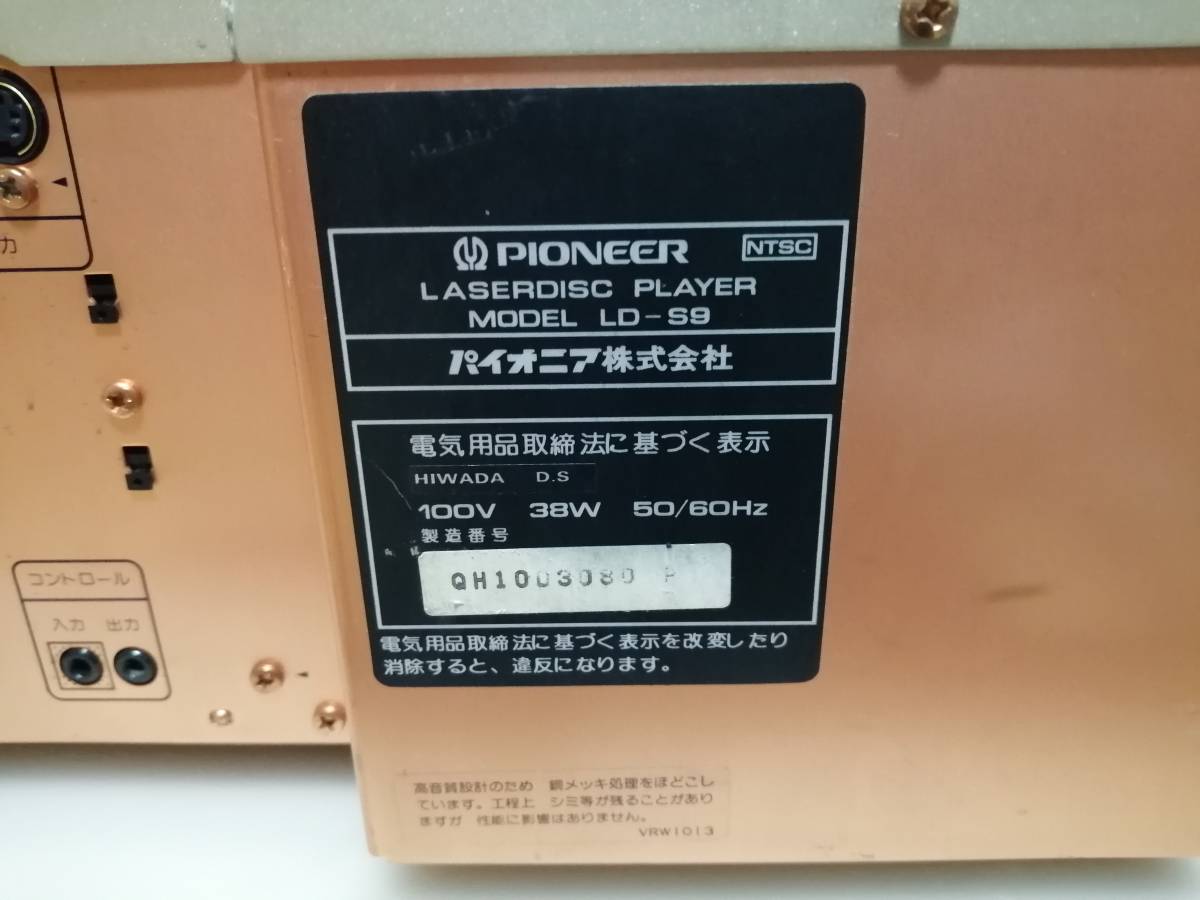 力
PIONEER NTSC
LASERDISC PLAYER
MODEL LD-S9
パイオニア株式会社
電気用品取締法に基づく表示
HIWADA D.S
100V 38W 50/60Hz
製造番号
QH1003080 P
電気用品取締法に基づく表示を改変したり
消除すると、違反になります。
コントロール
入力 出力
高音質設計のため 銅メッキ処理をほどこし
ています。工程上 シミ等が残ることがあり
ますが 性能に影響はありません。
VRW1013